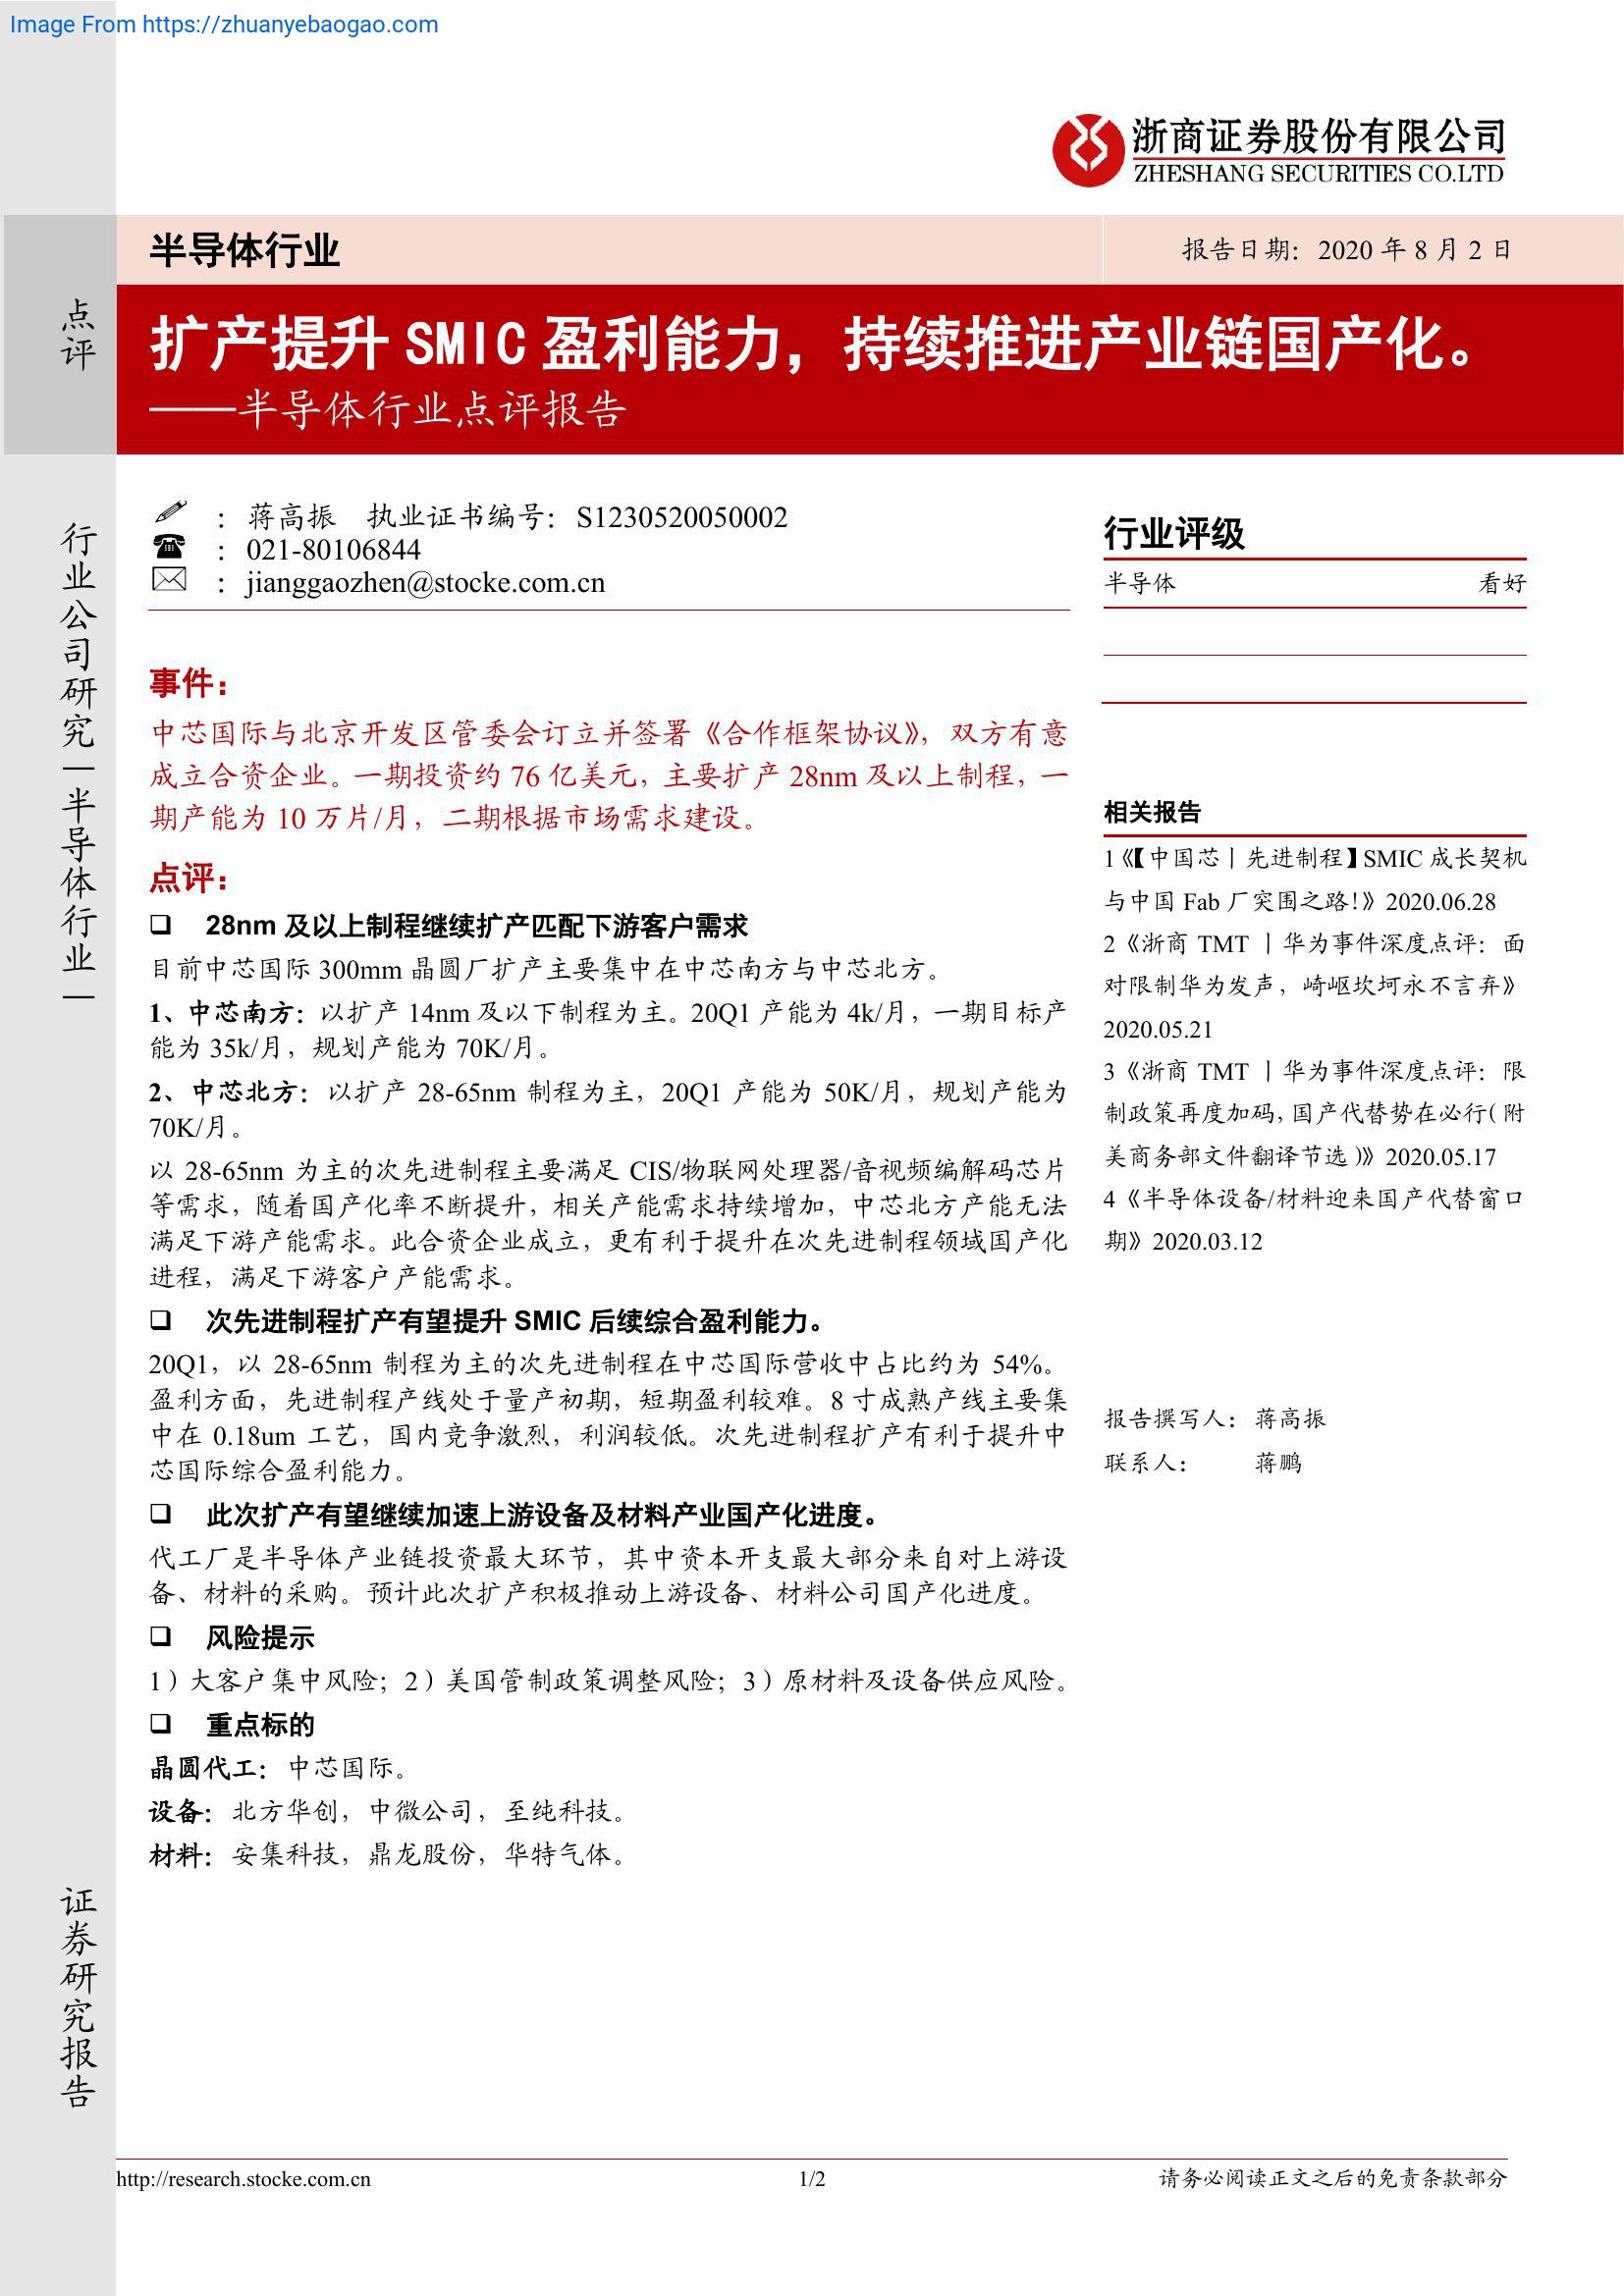 Image From https://zhuanyebaogao.com
浙商证券股份有限公司
ZHESHANG SECURITIES CO.LTD
半导体行业
报告日期：2020 年 8 月 2 日
点评
扩产提升 SMIC 盈利能力，持续推进产业链国产化。
——半导体行业点评报告
行业公司研究|半导体行业|
证券研究报告
：蒋高振 执业证书编号：S1230520050002
：021-80106844
：jianggaozhen@stocke.com.cn
事件：
中芯国际与北京开发区管委会订立并签署《合作框架协议》，双方有意
成立合资企业。一期投资约 76 亿美元，主要扩产 28nm 及以上制程，一
期产能为 10 万片/月，二期根据市场需求建设。
点评：
❑ 28nm 及以上制程继续扩产匹配下游客户需求
目前中芯国际 300mm 晶圆厂扩产主要集中在中芯南方与中芯北方。
1、中芯南方：以扩产 14nm 及以下制程为主。20Q1 产能为 4k/月，一期目标产
能为 35k/月，规划产能为 70K/月。
2、中芯北方：以扩产 28-65nm 制程为主，20Q1 产能为 50K/月，规划产能为
70K/月。
以 28-65nm 为主的次先进制程主要满足 CIS/物联网处理器/音视频编解码芯片
等需求，随着国产化率不断提升，相关产能需求持续增加，中芯北方产能无法
满足下游产能需求。此合资企业成立，更有利于提升在次先进制程领域国产化
进程，满足下游客户产能需求。
❑ 次先进制程扩产有望提升 SMIC 后续综合盈利能力。
20Q1，以 28-65nm 制程为主的次先进制程在中芯国际营收中占比约为 54%。
盈利方面，先进制程产线处于量产初期，短期盈利较难。8 寸成熟产线主要集
中在 0.18um 工艺，国内竞争激烈，利润较低。次先进制程扩产有利于提升中
芯国际综合盈利能力。
❑ 此次扩产有望继续加速上游设备及材料产业国产化进度。
代工厂是半导体产业链投资最大环节，其中资本开支最大部分来自对上游设
备、材料的采购。预计此次扩产积极推动上游设备、材料公司国产化进度。
❑ 风险提示
1）大客户集中风险；2）美国管制政策调整风险；3）原材料及设备供应风险。
❑ 重点标的
晶圆代工：中芯国际。
设备：北方华创，中微公司，至纯科技。
材料：安集科技，鼎龙股份，华特气体。
行业评级
半导体 看好
相关报告
1《【中国芯丨先进制程】SMIC 成长契机
与中国 Fab 厂突围之路!》2020.06.28
2《浙商 TMT 丨华为事件深度点评：面
对限制华为发声，崎岖坎坷永不言弃》
2020.05.21
3《浙商 TMT 丨华为事件深度点评：限
制政策再度加码，国产代替势在必行(附
美商务部文件翻译节选)》2020.05.17
4《半导体设备/材料迎来国产代替窗口
期》2020.03.12
报告撰写人：蒋高振
联系人： 蒋鹏
http://research.stocke.com.cn
1/2
请务必阅读正文之后的免责条款部分